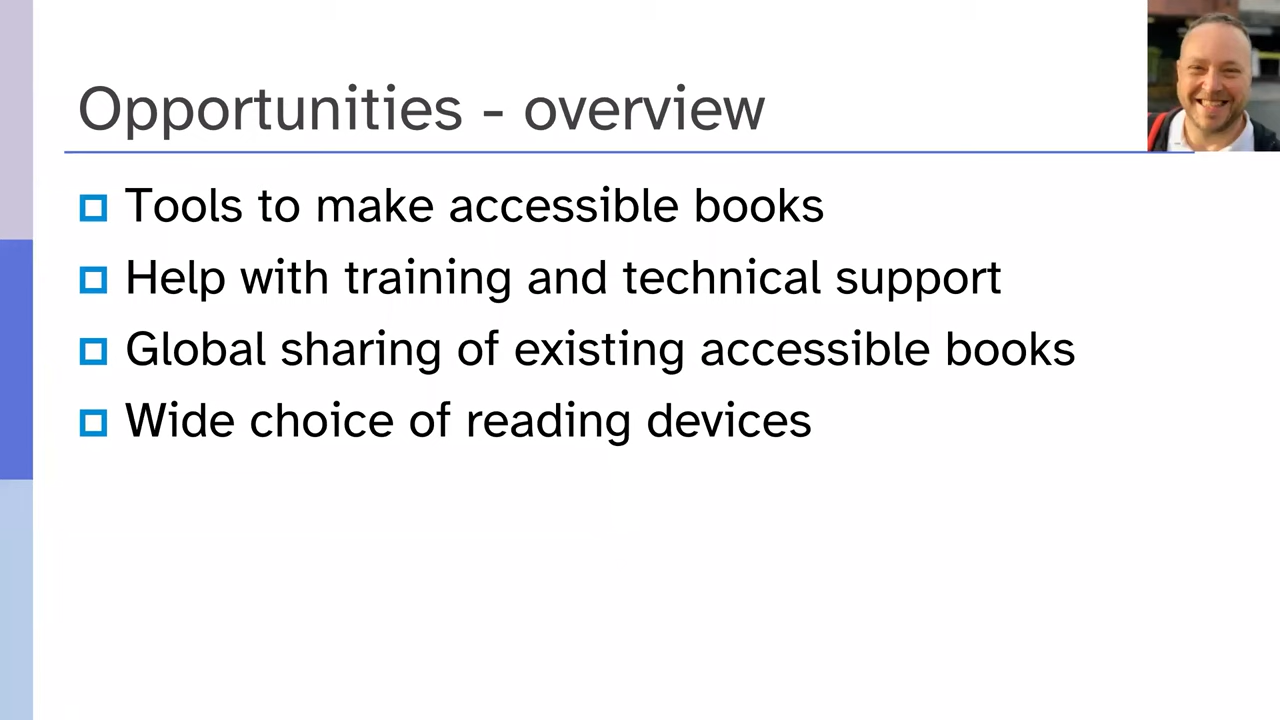 Opportunities - overview
Tools to make accessible books
Help with training and technical support
Global sharing of existing accessible books
Wide choice of reading devices